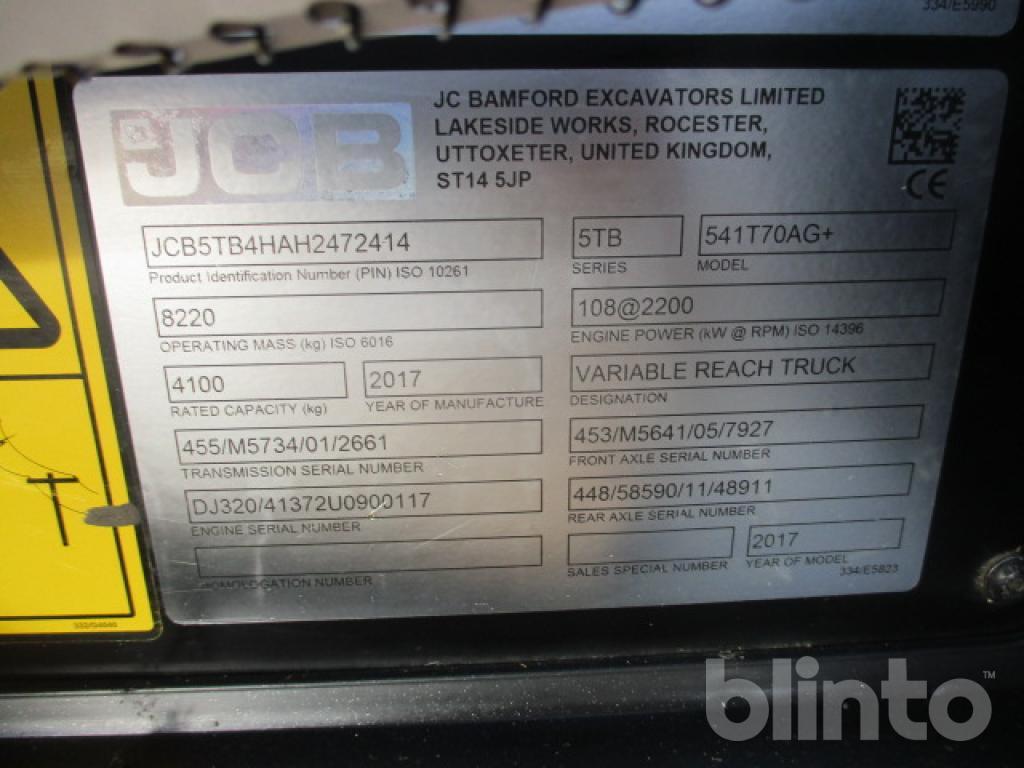 334/E5990
JCB
JC BAMFORD EXCAVATORS LIMITED
LAKESIDE WORKS, ROCESTER,
UTTOXETER, UNITED KINGDOM,
ST14 5JP
CE
JCB5TB4HAH2472414
Product Identification Number (PIN) ISO 10261
5TB
SERIES
541T70AG+
MODEL
8220
OPERATING MASS (kg) ISO 6016
108@2200
ENGINE POWER (kW @ RPM) ISO 14396
4100
RATED CAPACITY (kg)
2017
YEAR OF MANUFACTURE
VARIABLE REACH TRUCK
DESIGNATION
455/M5734/01/2661
TRANSMISSION SERIAL NUMBER
453/M5641/05/7927
FRONT AXLE SERIAL NUMBER
DJ320/41372U0900117
ENGINE SERIAL NUMBER
448/58590/11/48911
REAR AXLE SERIAL NUMBER
HOMOLOGATION NUMBER
SALES SPECIAL NUMBER
2017
YEAR OF MODEL
334/E5823
blinto™